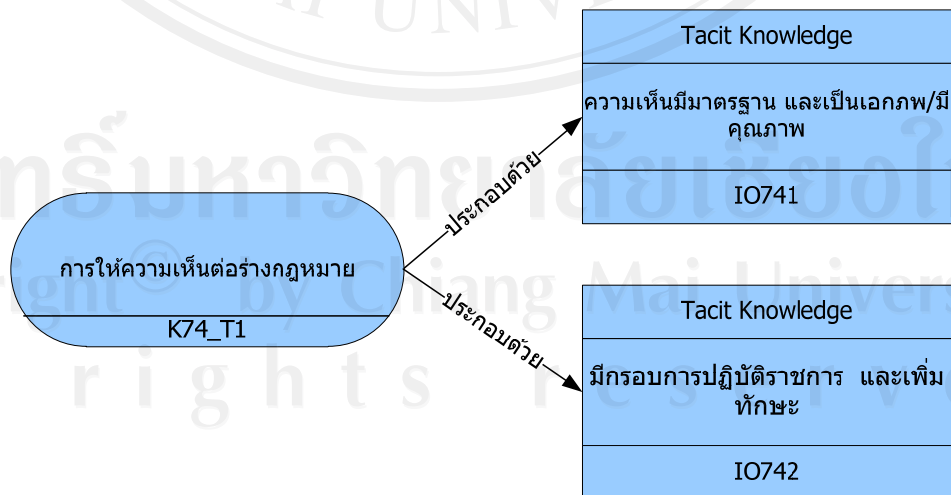 Tacit Knowledge
ความเห็นมีมาตรฐาน และเป็นเอกภพ/มี
คุณภาพ
IO741
ประกอบด้วย
การให้ความเห็นต่อร่างกฎหมาย
K74_T1
ประกอบด้วย
Tacit Knowledge
มีกรอบการปฏิบัติราชการ และเพิ่ม
ทักษะ
IO742